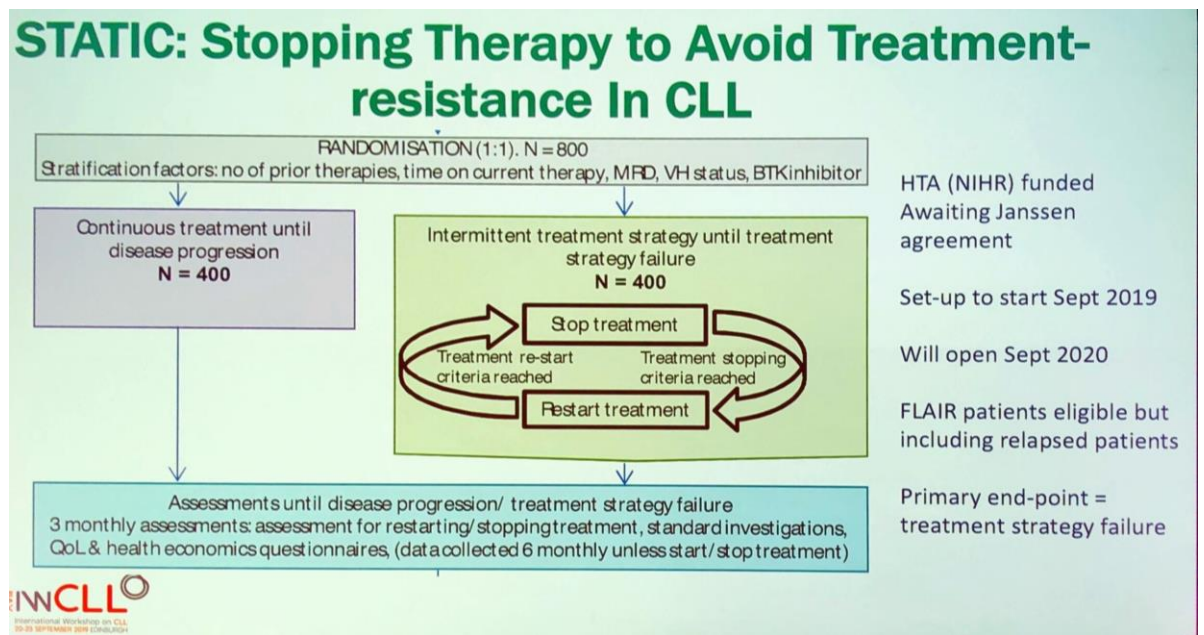 STATIC: Stopping Therapy to Avoid Treatment-
resistance In CLL
RANDOMISATION (1:1). N = 800
Stratification factors: no of prior therapies, time on current therapy, MRD, VH status, BTK inhibitor
Continuous treatment until
disease progression
N = 400
Intermittent treatment strategy until treatment
strategy failure
N = 400
Stop treatment
Treatment re-start
criteria reached
Treatment stopping
criteria reached
Restart treatment
Assessments until disease progression/ treatment strategy failure
3 monthly assessments: assessment for restarting/ stopping treatment, standard investigations,
QoL & health economics questionnaires, (data collected 6 monthly unless start/ stop treatment)
HTA (NIHR) funded
Awaiting Janssen
agreement
Set-up to start Sept 2019
Will open Sept 2020
FLAIR patients eligible but
including relapsed patients
Primary end-point =
treatment strategy failure
iwCLL
International Workshop on CLL
20-23 SEPTEMBER 2019 EDINBURGH